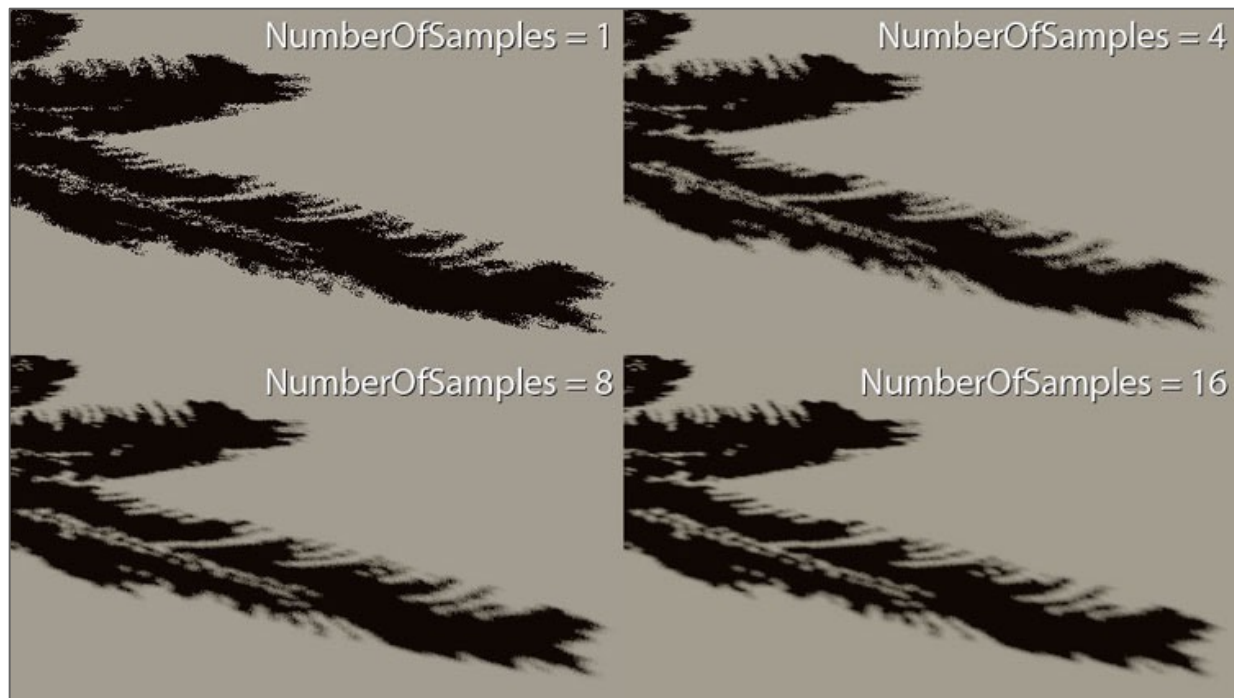 NumberOfSamples = 1
NumberOfSamples = 4
NumberOfSamples = 8
NumberOfSamples = 16